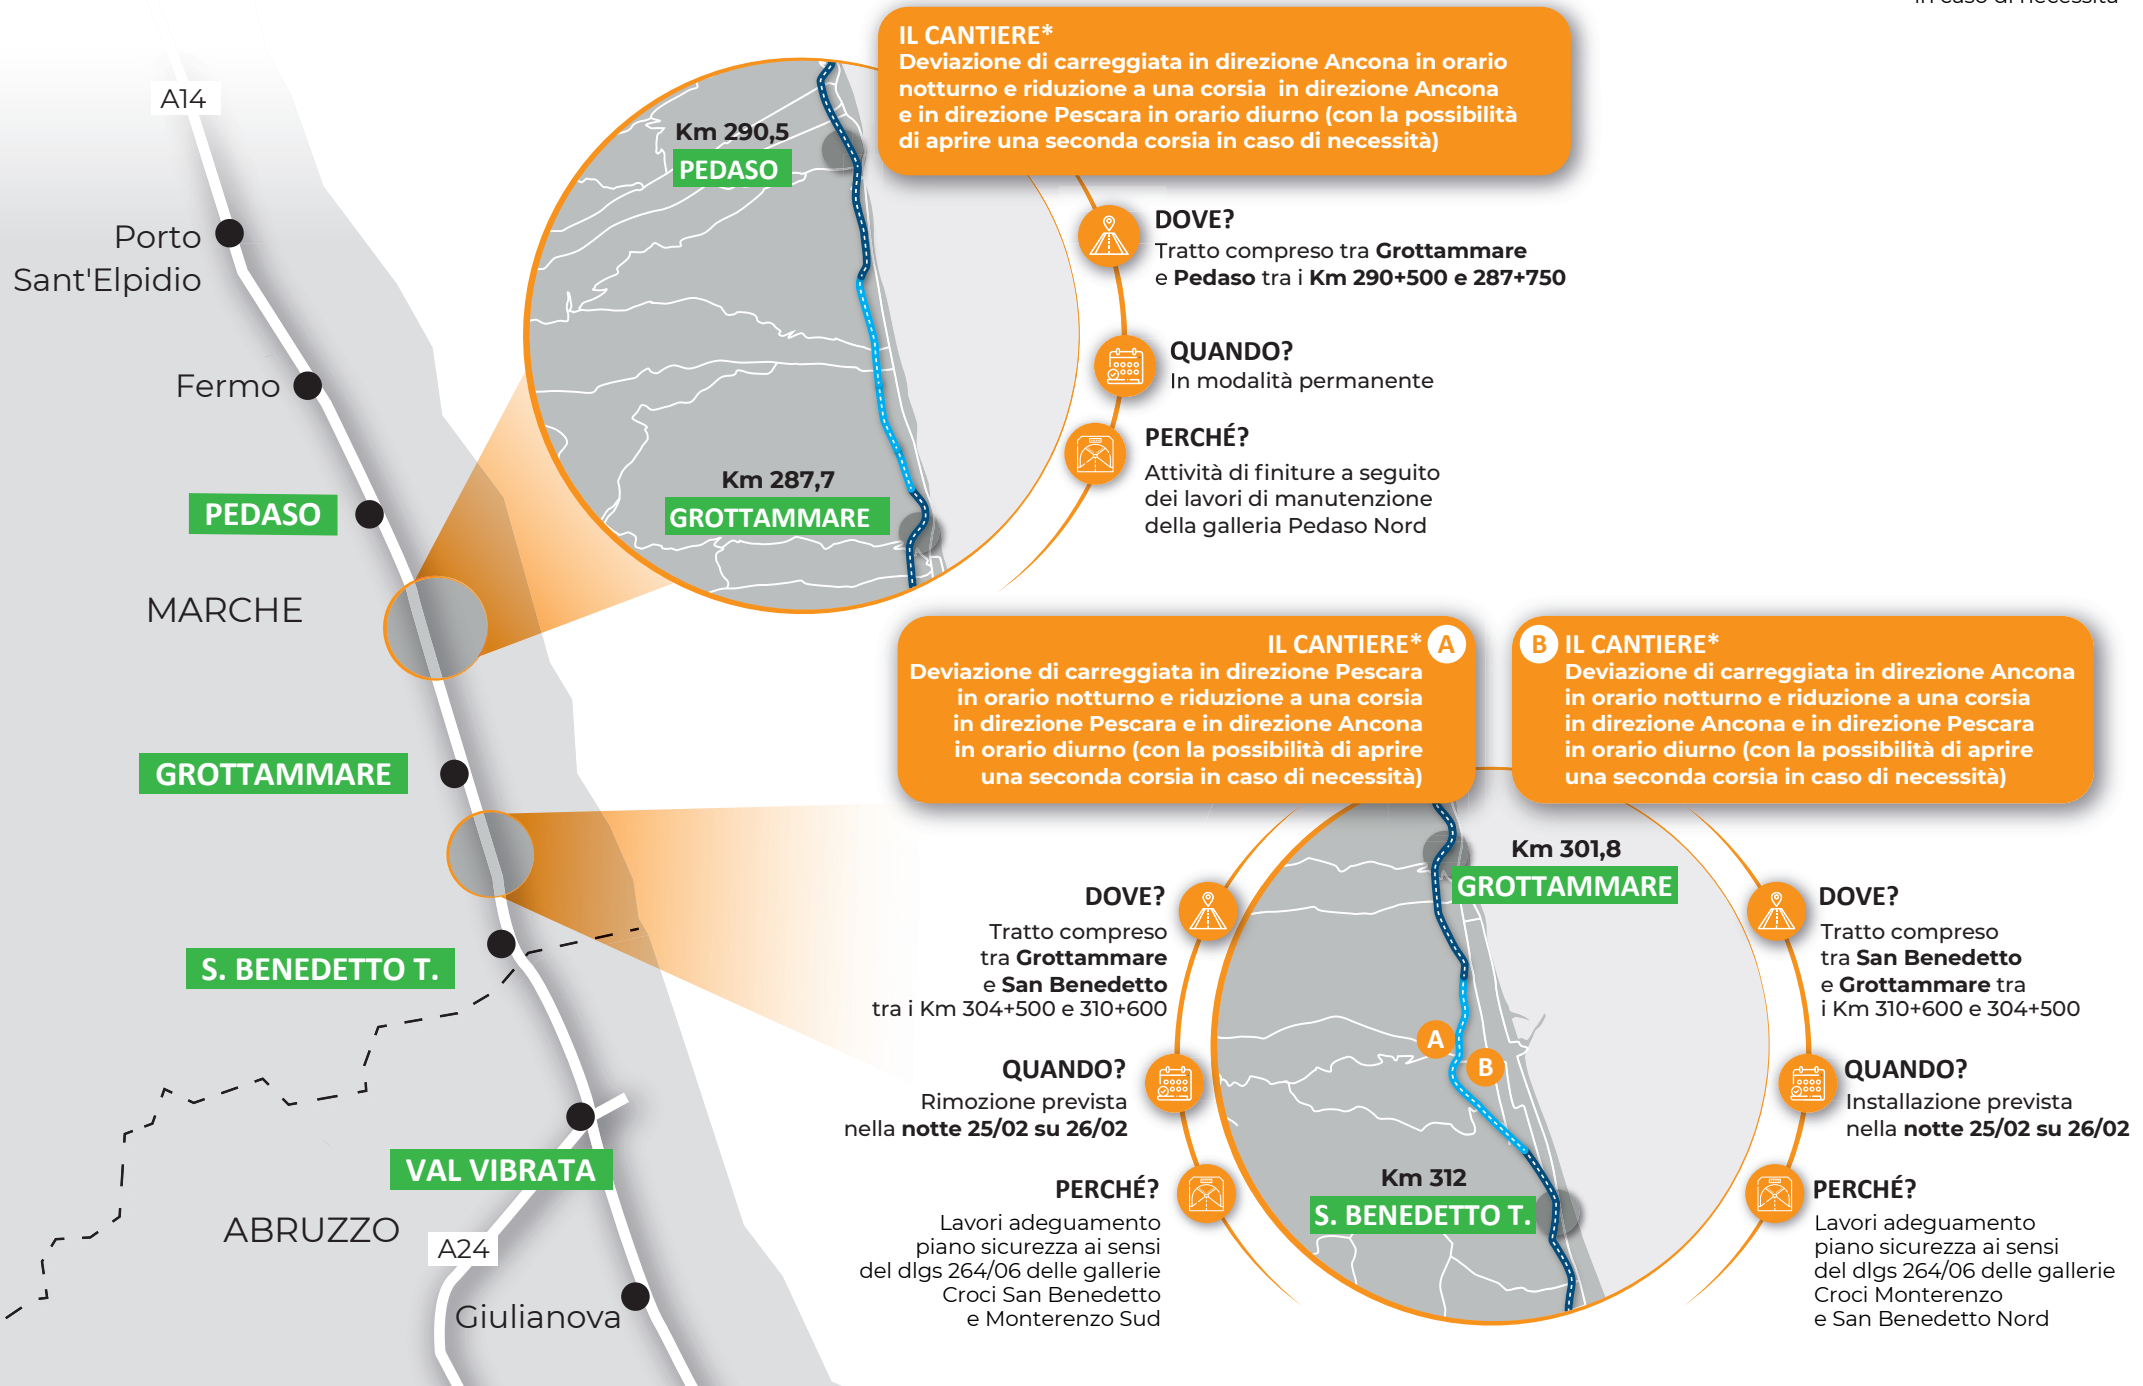 in caso di necessità
A14
Porto
Sant'Elpidio
Fermo
PEDASO
MARCHE
GROTTAMMARE
S. BENEDETTO T.
VAL VIBRATA
ABRUZZO
A24
Giulianova
IL CANTIERE*
Deviazione di carreggiata in direzione Ancona in orario
notturno e riduzione a una corsia in direzione Ancona
e in direzione Pescara in orario diurno (con la possibilità
di aprire una seconda corsia in caso di necessità)
Km 290,5
PEDASO
Km 287,7
GROTTAMMARE
DOVE?
Tratto compreso tra Grottammare
e Pedaso tra i Km 290+500 e 287+750
QUANDO?
In modalità permanente
PERCHÉ?
Attività di finiture a seguito
dei lavori di manutenzione
della galleria Pedaso Nord
IL CANTIERE* A
Deviazione di carreggiata in direzione Pescara
in orario notturno e riduzione a una corsia
in direzione Pescara e in direzione Ancona
in orario diurno (con la possibilità di aprire
una seconda corsia in caso di necessità)
DOVE?
Tratto compreso
tra Grottammare
e San Benedetto
tra i Km 304+500 e 310+600
QUANDO?
Rimozione prevista
nella notte 25/02 su 26/02
PERCHÉ?
Lavori adeguamento
piano sicurezza ai sensi
del dlgs 264/06 delle gallerie
Croci San Benedetto
e Monterenzo Sud
Km 301,8
GROTTAMMARE
A
B
Km 312
S. BENEDETTO T.
B IL CANTIERE*
Deviazione di carreggiata in direzione Ancona
in orario notturno e riduzione a una corsia
in direzione Ancona e in direzione Pescara
in orario diurno (con la possibilità di aprire
una seconda corsia in caso di necessità)
DOVE?
Tratto compreso
tra San Benedetto
e Grottammare tra
i Km 310+600 e 304+500
QUANDO?
Installazione prevista
nella notte 25/02 su 26/02
PERCHÉ?
Lavori adeguamento
piano sicurezza ai sensi
del dlgs 264/06 delle gallerie
Croci Monterenzo
e San Benedetto Nord